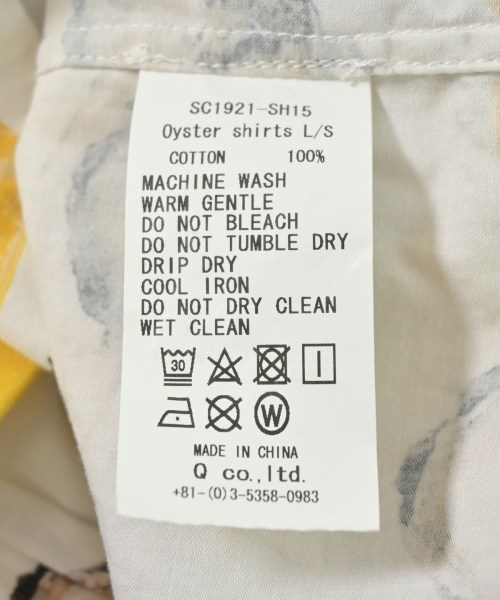 SC1921-SH15
Oyster shirts L/S
COTTON 100%
MACHINE WASH
WARM GENTLE
DO NOT BLEACH
DO NOT TUMBLE DRY
DRIP DRY
COOL IRON
DO NOT DRY CLEAN
WET CLEAN
30
W
MADE IN CHINA
Q co.,ltd.
+81-(0)3-5358-0983